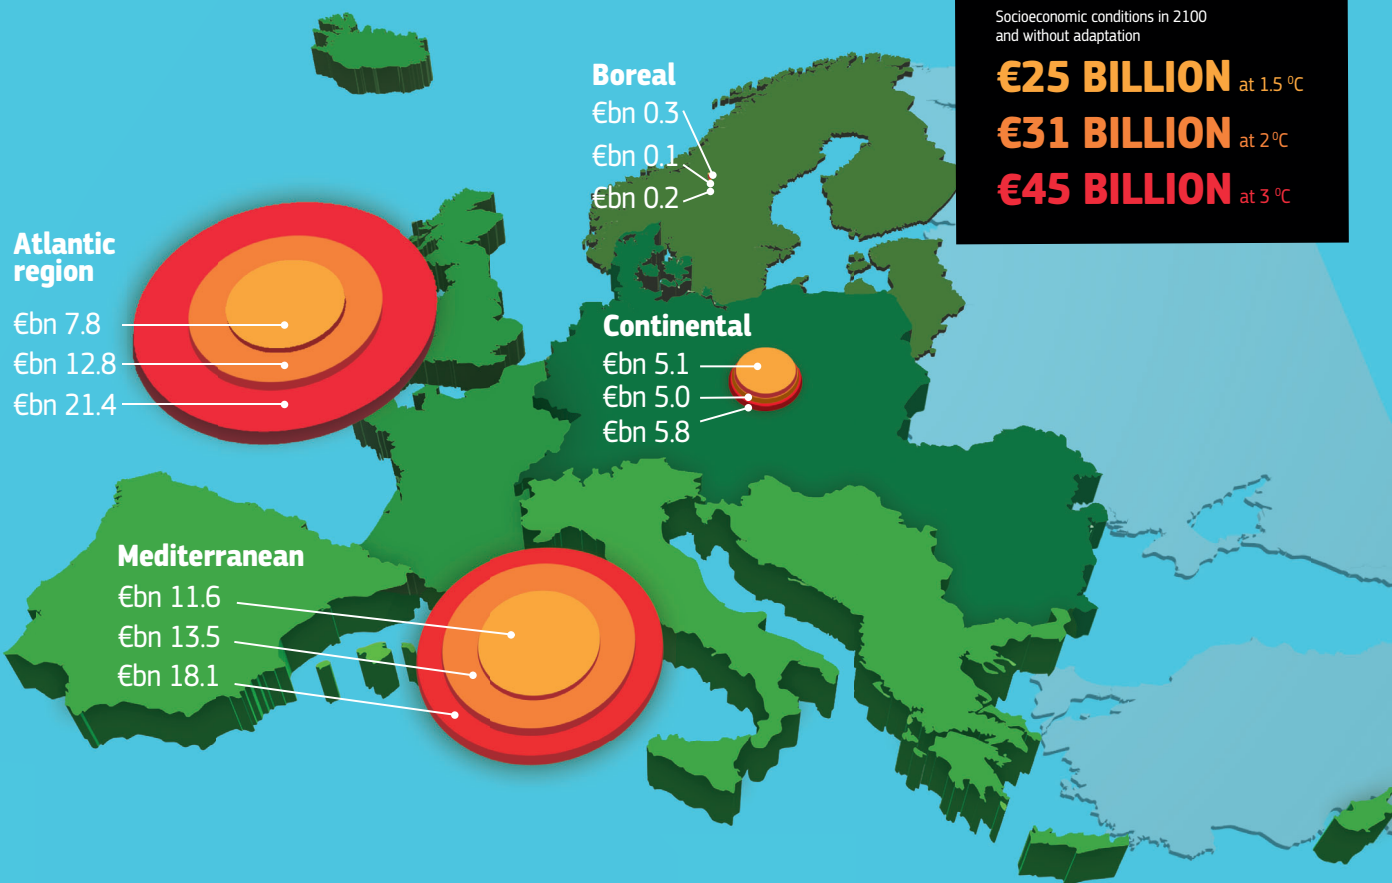 Socioeconomic conditions in 2100
and without adaptation
€25 BILLION at 1.5 ⁰C
€31 BILLION at 2 ⁰C
€45 BILLION at 3 ⁰C
Boreal
€bn 0.3
€bn 0.1
€bn 0.2
Atlantic
region
€bn 7.8
€bn 12.8
€bn 21.4
Continental
€bn 5.1
€bn 5.0
€bn 5.8
Mediterranean
€bn 11.6
€bn 13.5
€bn 18.1